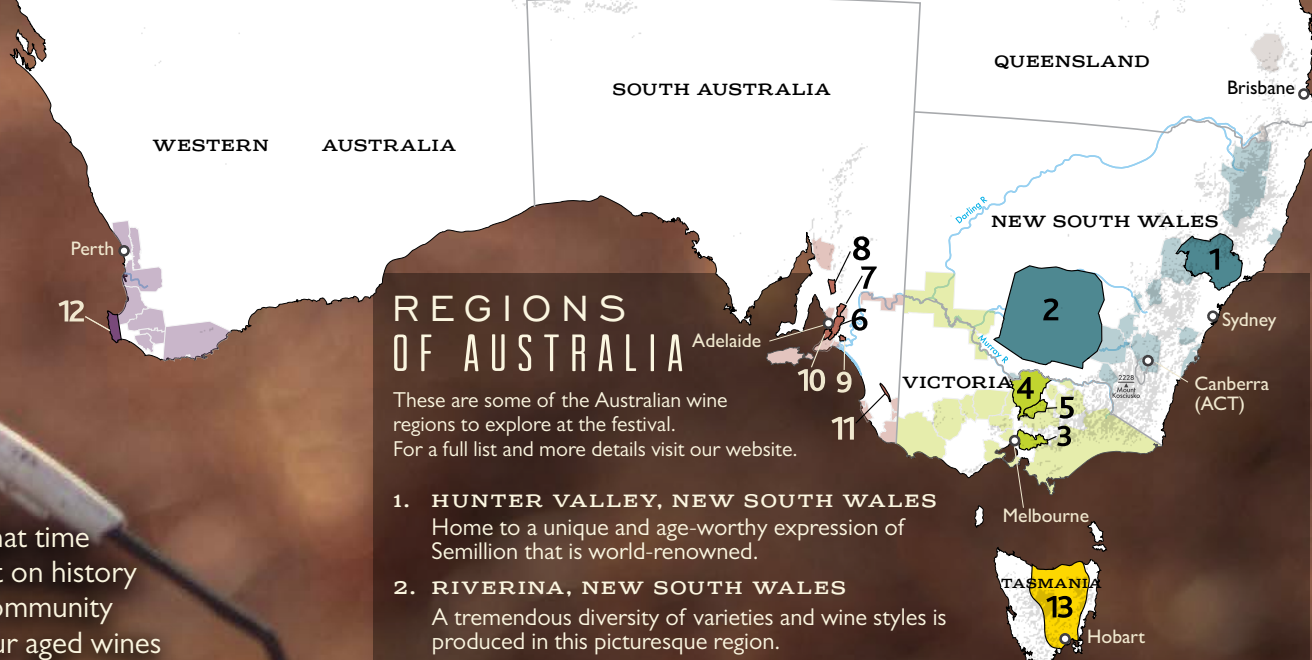 QUEENSLAND
SOUTH AUSTRALIA
Brisbane
WESTERN AUSTRALIA
Darling R
NEW SOUTH WALES
Perth
8
1
7
12
2
6
Sydney
Adelaide
Murray R
10
9
VICTORIA
4
2228
Mount
Kosciusko
Canberra
(ACT)
5
11
3
Melbourne
TASMANIA
13
Hobart
REGIONS
OF AUSTRALIA
These are some of the Australian wine
regions to explore at the festival.
For a full list and more details visit our website.
1. HUNTER VALLEY, NEW SOUTH WALES
Home to a unique and age-worthy expression of
Semillion that is world-renowned.
2. RIVERINA, NEW SOUTH WALES
A tremendous diversity of varieties and wine styles is
produced in this picturesque region.
at time
on history
ommunity
ur aged wines